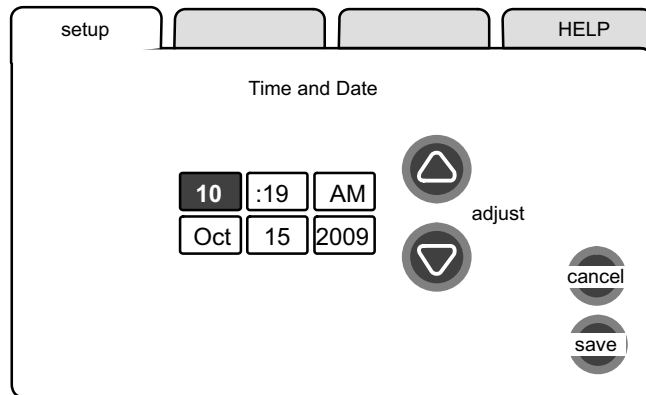 setup HELP
Time and Date
10 :19 AM
Oct 15 2009
adjust
cancel
save